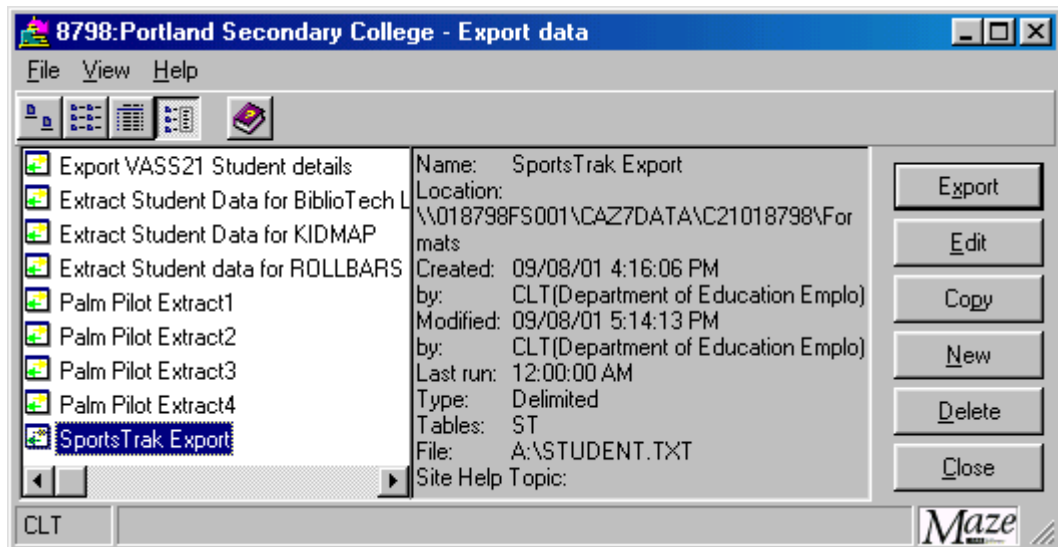 8798:Portland Secondary College - Export data
File View Help
Export VASS21 Student details
Extract Student Data for BiblioTech L
Extract Student Data for KIDMAP
Extract Student data for ROLLBARS
Palm Pilot Extract1
Palm Pilot Extract2
Palm Pilot Extract3
Palm Pilot Extract4
SportsTrak Export
Name: SportsTrak Export
Location:
\\018798FS001\CAZ7DATA\C21018798\For
mats
Created: 09/08/01 4:16:06 PM
by: CLT(Department of Education Emplo)
Modified: 09/08/01 5:14:13 PM
by: CLT(Department of Education Emplo)
Last run: 12:00:00 AM
Type: Delimited
Tables: ST
File: A:\STUDENT.TXT
Site Help Topic:
Export
Edit
Copy
New
Delete
Close
CLT
Maze